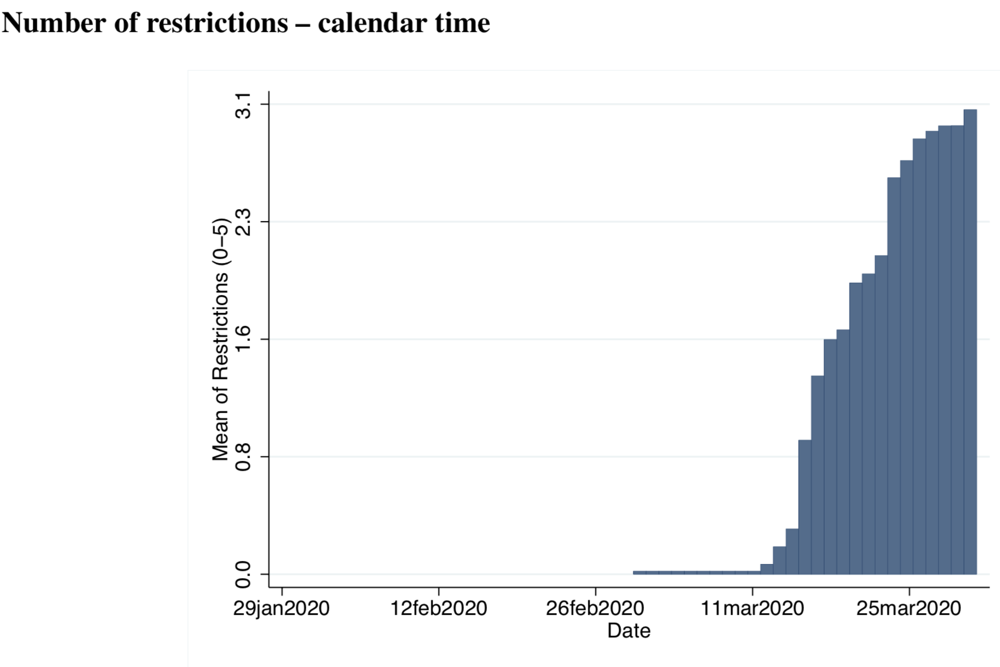 Number of restrictions – calendar time
3.1
2.3
1.6
0.8
0.0
Mean of Restrictions (0–5)
29jan2020 12feb2020 26feb2020 11mar2020 25mar2020
Date